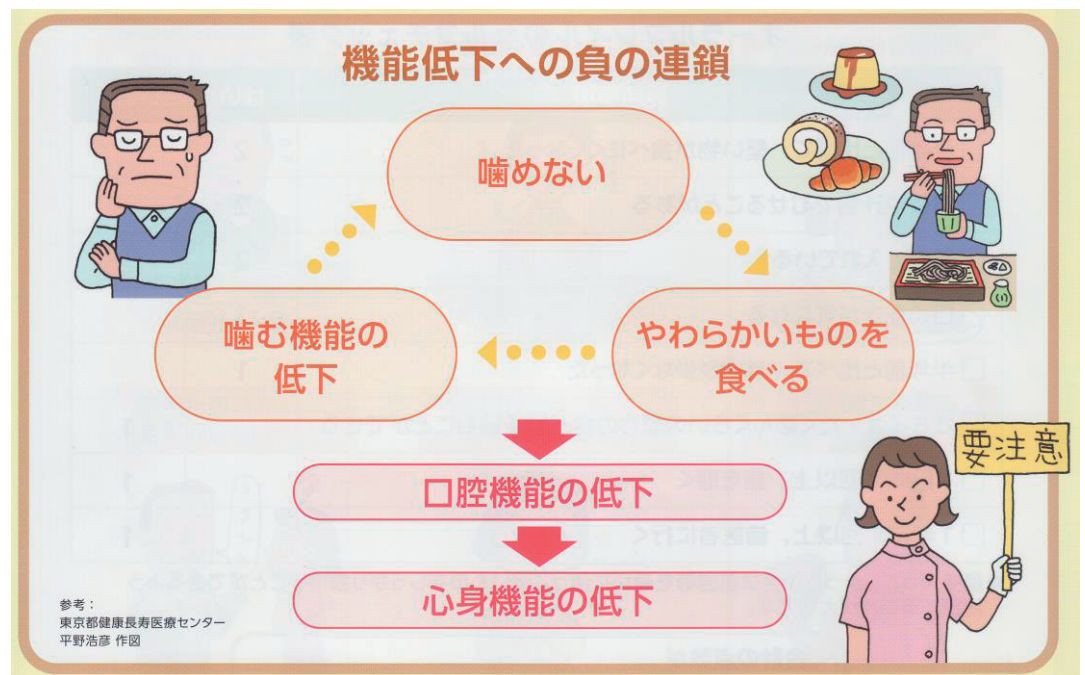 機能低下への負の連鎖
噛めない
噛む機能の
低下
やわらかいものを
食べる
口腔機能の低下
心身機能の低下
要注意
参考：
東京都健康長寿医療センター
平野浩彦 作図